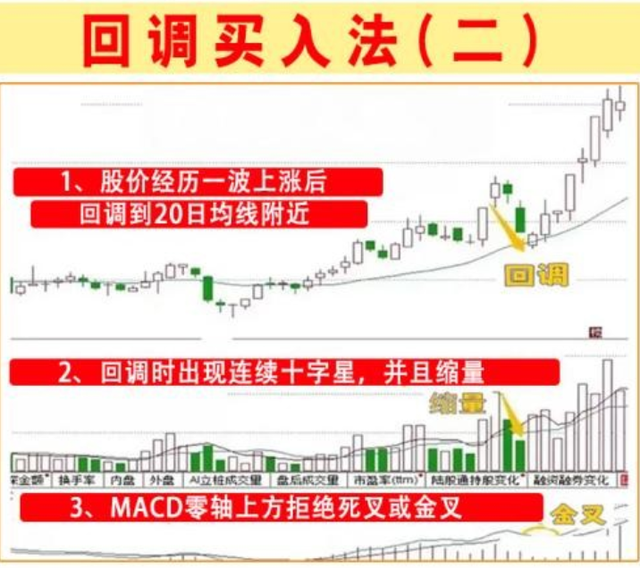 回调买入法(二)
1、股价经历一波上涨后
回调到20日均线附近
回调
2、回调时出现连续十字星，并且缩量
缩量
金额 换手率 内盘 外盘 AI立桩成交量 盘后成交量 市盈率(ttm) 陆股通持股变化 融资融券变化
3、MACD零轴上方拒绝死叉或金叉
金叉